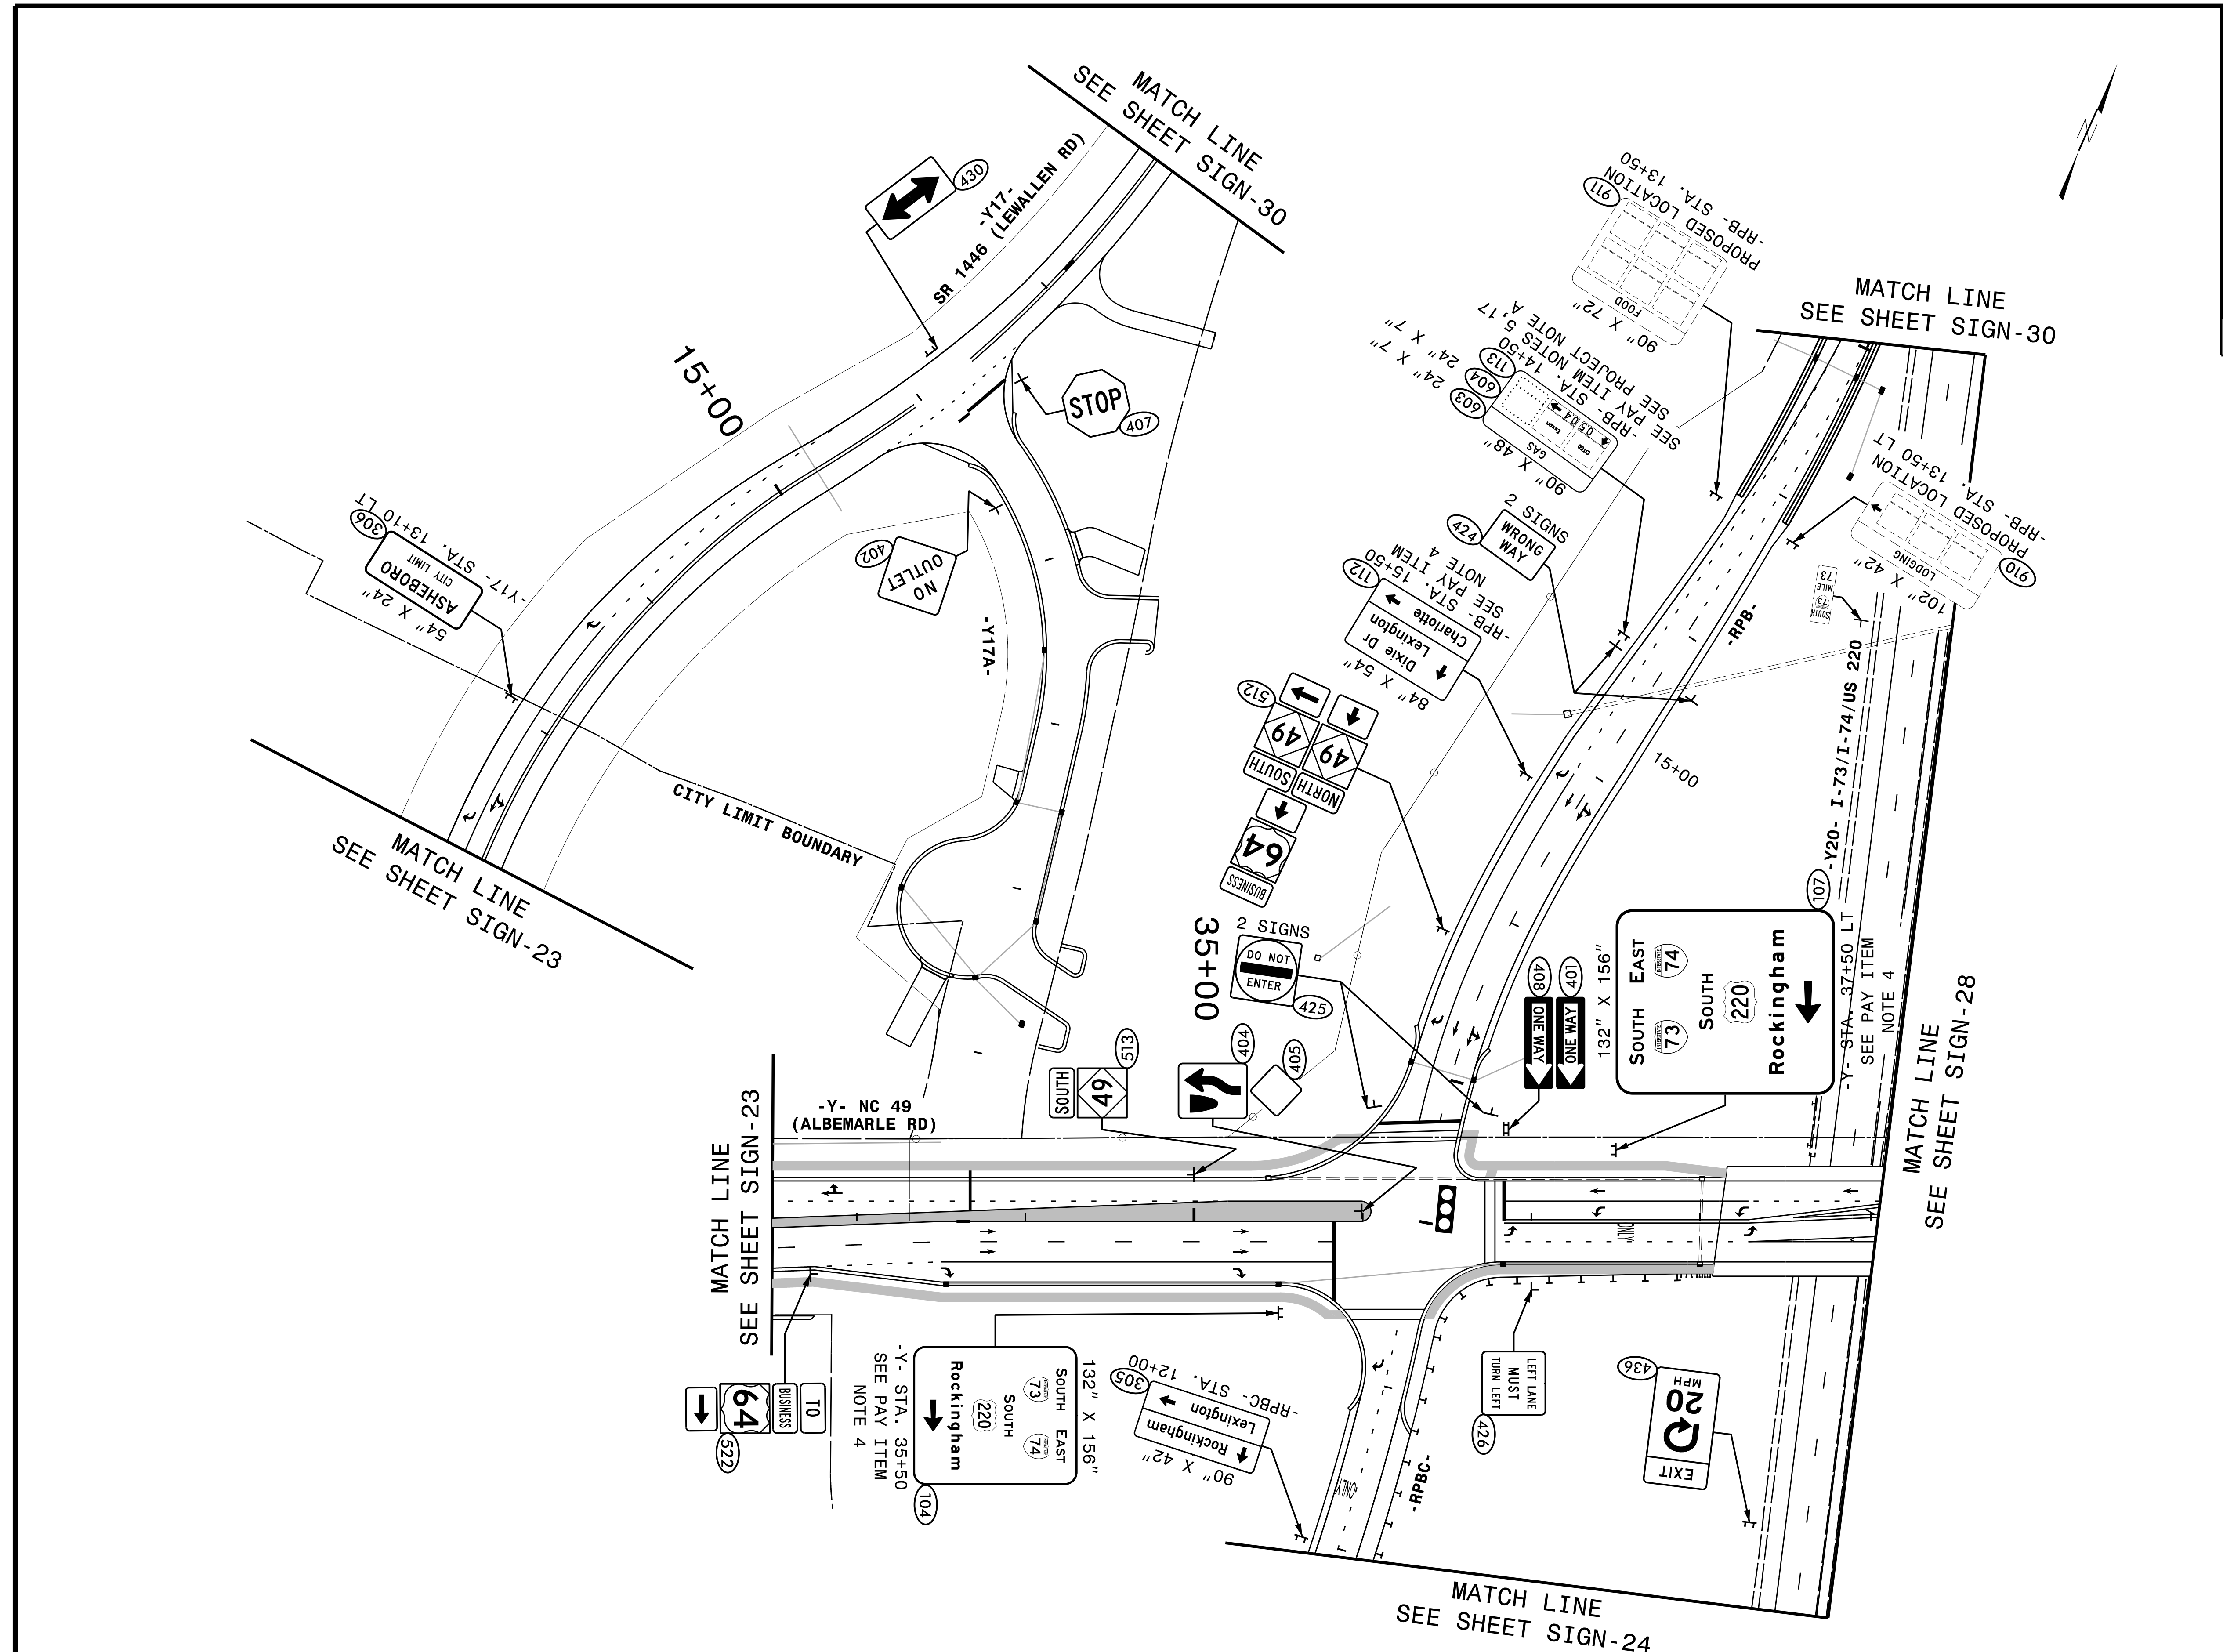 MATCH LINE
SEE SHEET SIGN-30
430
-Y17-
SR 1446 (LEWALLEN RD)
15+00
STOP
407
-Y17- STA. 13+10 LT
306
ASHEBORO
CITY LIMIT
54" X 24"
402
NO
OUTLET
-Y17A-
CITY LIMIT BOUNDARY
MATCH LINE
SEE SHEET SIGN-23
N
911
PROPOSED LOCATION
-RPB- STA. 13+50
FOOD
90" X 72"
MATCH LINE
SEE SHEET SIGN-30
113
604
603
24" X 7"
24" X 7"
-RPB- STA. 14+50
SEE PAY ITEM NOTES 5,17
SEE PROJECT NOTE A
GAS
Exxon
0.5
0.4
90" X 48"
910
PROPOSED LOCATION
-RPB- STA. 13+50 LT
LODGING
102" X 42"
2 SIGNS
424
WRONG
WAY
SOUTH
73
MILE
73
112
-RPB- STA. 15+50
SEE PAY ITEM
NOTE 4
Dixie Dr
Lexington
Charlotte
84" X 54"
-RPB-
15+00
-Y20- I-73/I-74/US 220
512
SOUTH
49
NORTH
49
BUSINESS
64
35+00
2 SIGNS
DO NOT
ENTER
425
408
401
ONE WAY
ONE WAY
107
132" X 156"
SOUTH EAST
73 74
SOUTH
220
Rockingham
-Y- STA. 37+50 LT
SEE PAY ITEM
NOTE 4
MATCH LINE
SEE SHEET SIGN-28
513
SOUTH
49
404
405
-Y- NC 49
(ALBEMARLE RD)
MATCH LINE
SEE SHEET SIGN-23
ONLY
TO
BUSINESS
64
522
132" X 156"
SOUTH EAST
73 74
SOUTH
220
Rockingham
-Y- STA. 35+50
SEE PAY ITEM
NOTE 4
104
305
-RPBC- STA. 12+00
Rockingham
Lexington
90" X 42"
ONLY
-RPBC-
LEFT LANE
MUST
TURN LEFT
426
436
EXIT
20
MPH
MATCH LINE
SEE SHEET SIGN-24